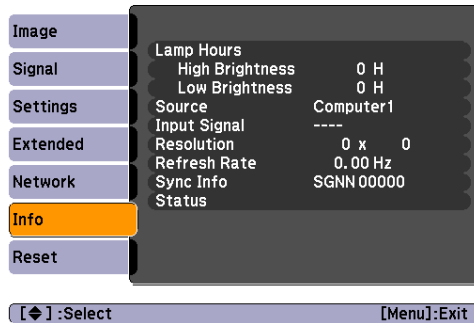 Image
Signal
Settings
Extended
Network
Info
Reset
Lamp Hours
High Brightness 0 H
Low Brightness 0 H
Source Computer1
Input Signal ----
Resolution 0 x 0
Refresh Rate 0.00 Hz
Sync Info SGNN 00000
Status
[◆] :Select [Menu]:Exit